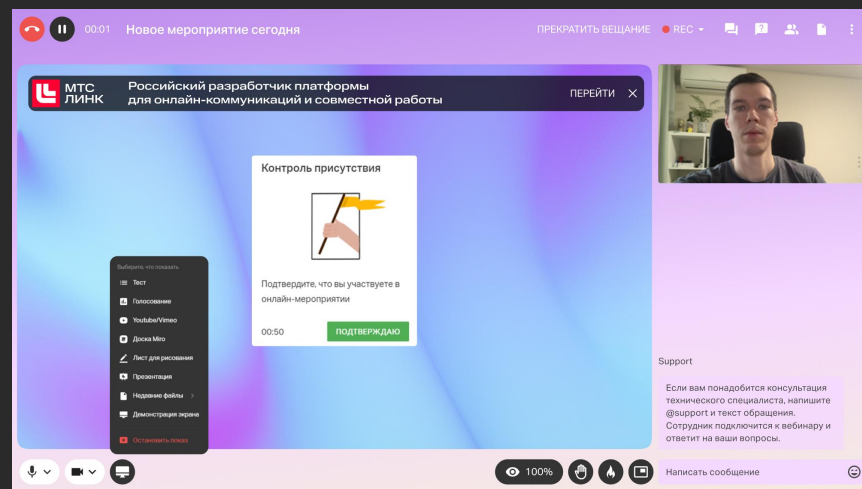 00:01 Новое мероприятие сегодня ПРЕКРАТИТЬ ВЕЩАНИЕ REC
МТС
ЛИНК
Российский разработчик платформы
для онлайн-коммуникаций и совместной работы
ПЕРЕЙТИ
Контроль присутствия
Подтвердите, что вы участвуете в
онлайн-мероприятии
00:50 ПОДТВЕРЖДАЮ
Выберите, что показать
Тест
Голосование
Youtube/Vimeo
Доска Miro
Лист для рисования
Презентация
Недавние файлы
Демонстрация экрана
Остановить показ
Support
Если вам понадобится консультация
технического специалиста, напишите
@support и текст обращения.
Сотрудник подключится к вебинару и
ответит на ваши вопросы.
100%
Написать сообщение